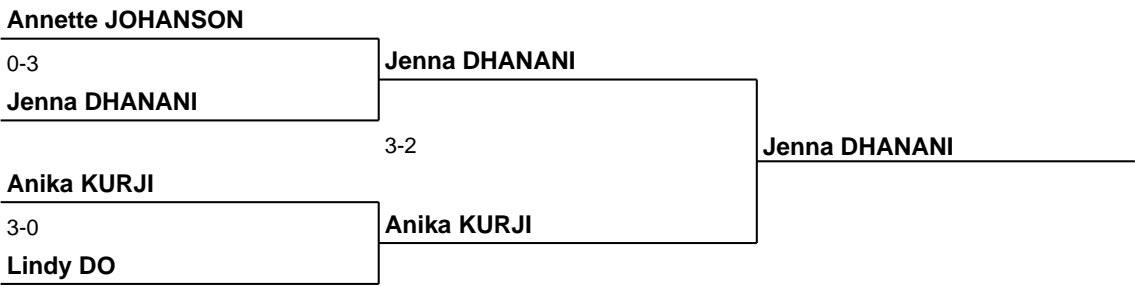 Annette JOHANSON
0-3
Jenna DHANANI
Jenna DHANANI
3-2
Jenna DHANANI
Anika KURJI
3-0
Anika KURJI
Lindy DO